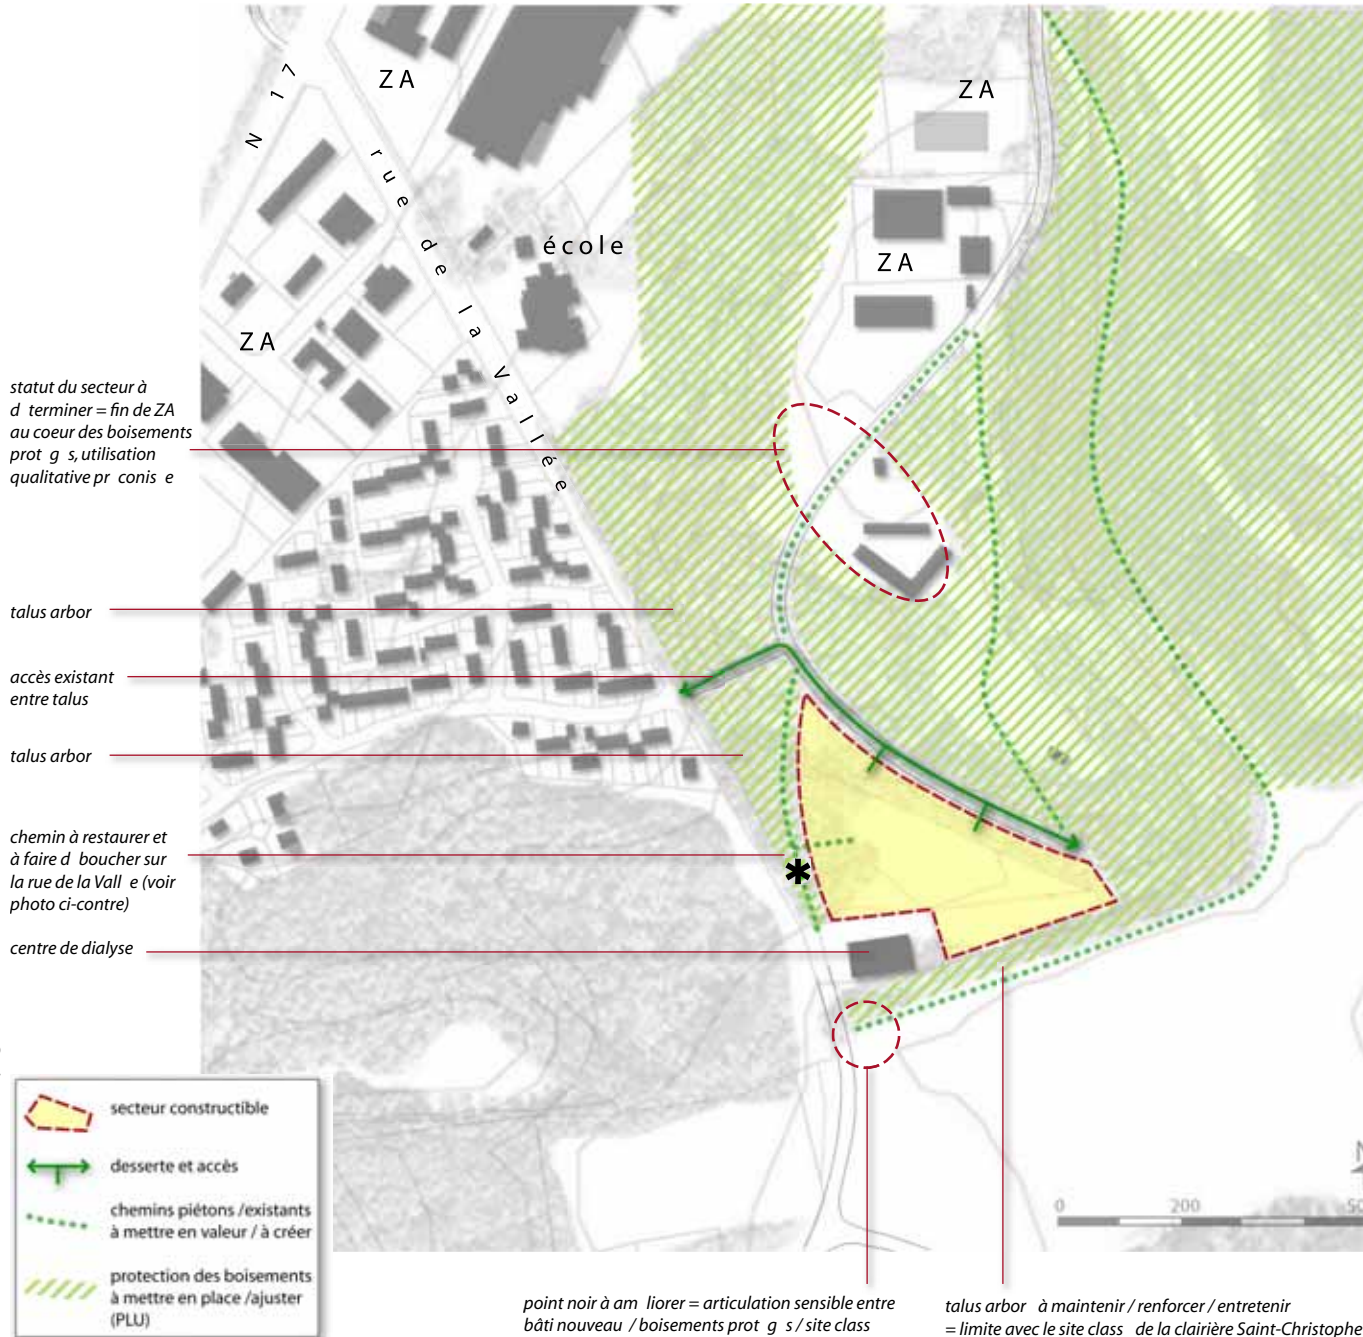 N 17
ZA
rue de la Vallée
école
ZA
ZA
ZA
statut du secteur à
d terminer = fin de ZA
au coeur des boisements
prot g s, utilisation
qualitative pr conis e
talus arbor
accès existant
entre talus
talus arbor
chemin à restaurer et
à faire d boucher sur
la rue de la Vall e (voir
photo ci-contre)
centre de dialyse
*
secteur constructible
desserte et accès
chemins piétons /existants
à mettre en valeur / à créer
protection des boisements
à mettre en place /ajuster
(PLU)
N
0 200 50
point noir à am liorer = articulation sensible entre
bâti nouveau / boisements prot g s / site class
talus arbor à maintenir / renforcer / entretenir
= limite avec le site class de la clairière Saint-Christophe